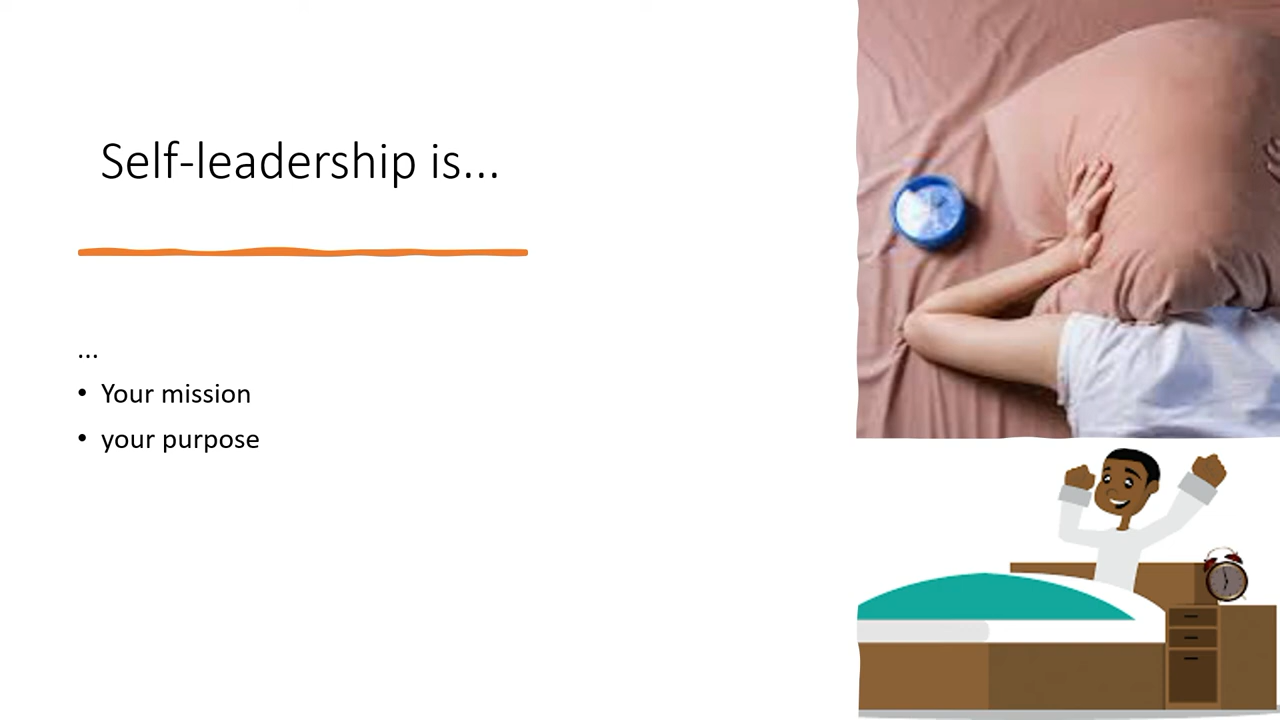 Self-leadership is...
...
• Your mission
• your purpose